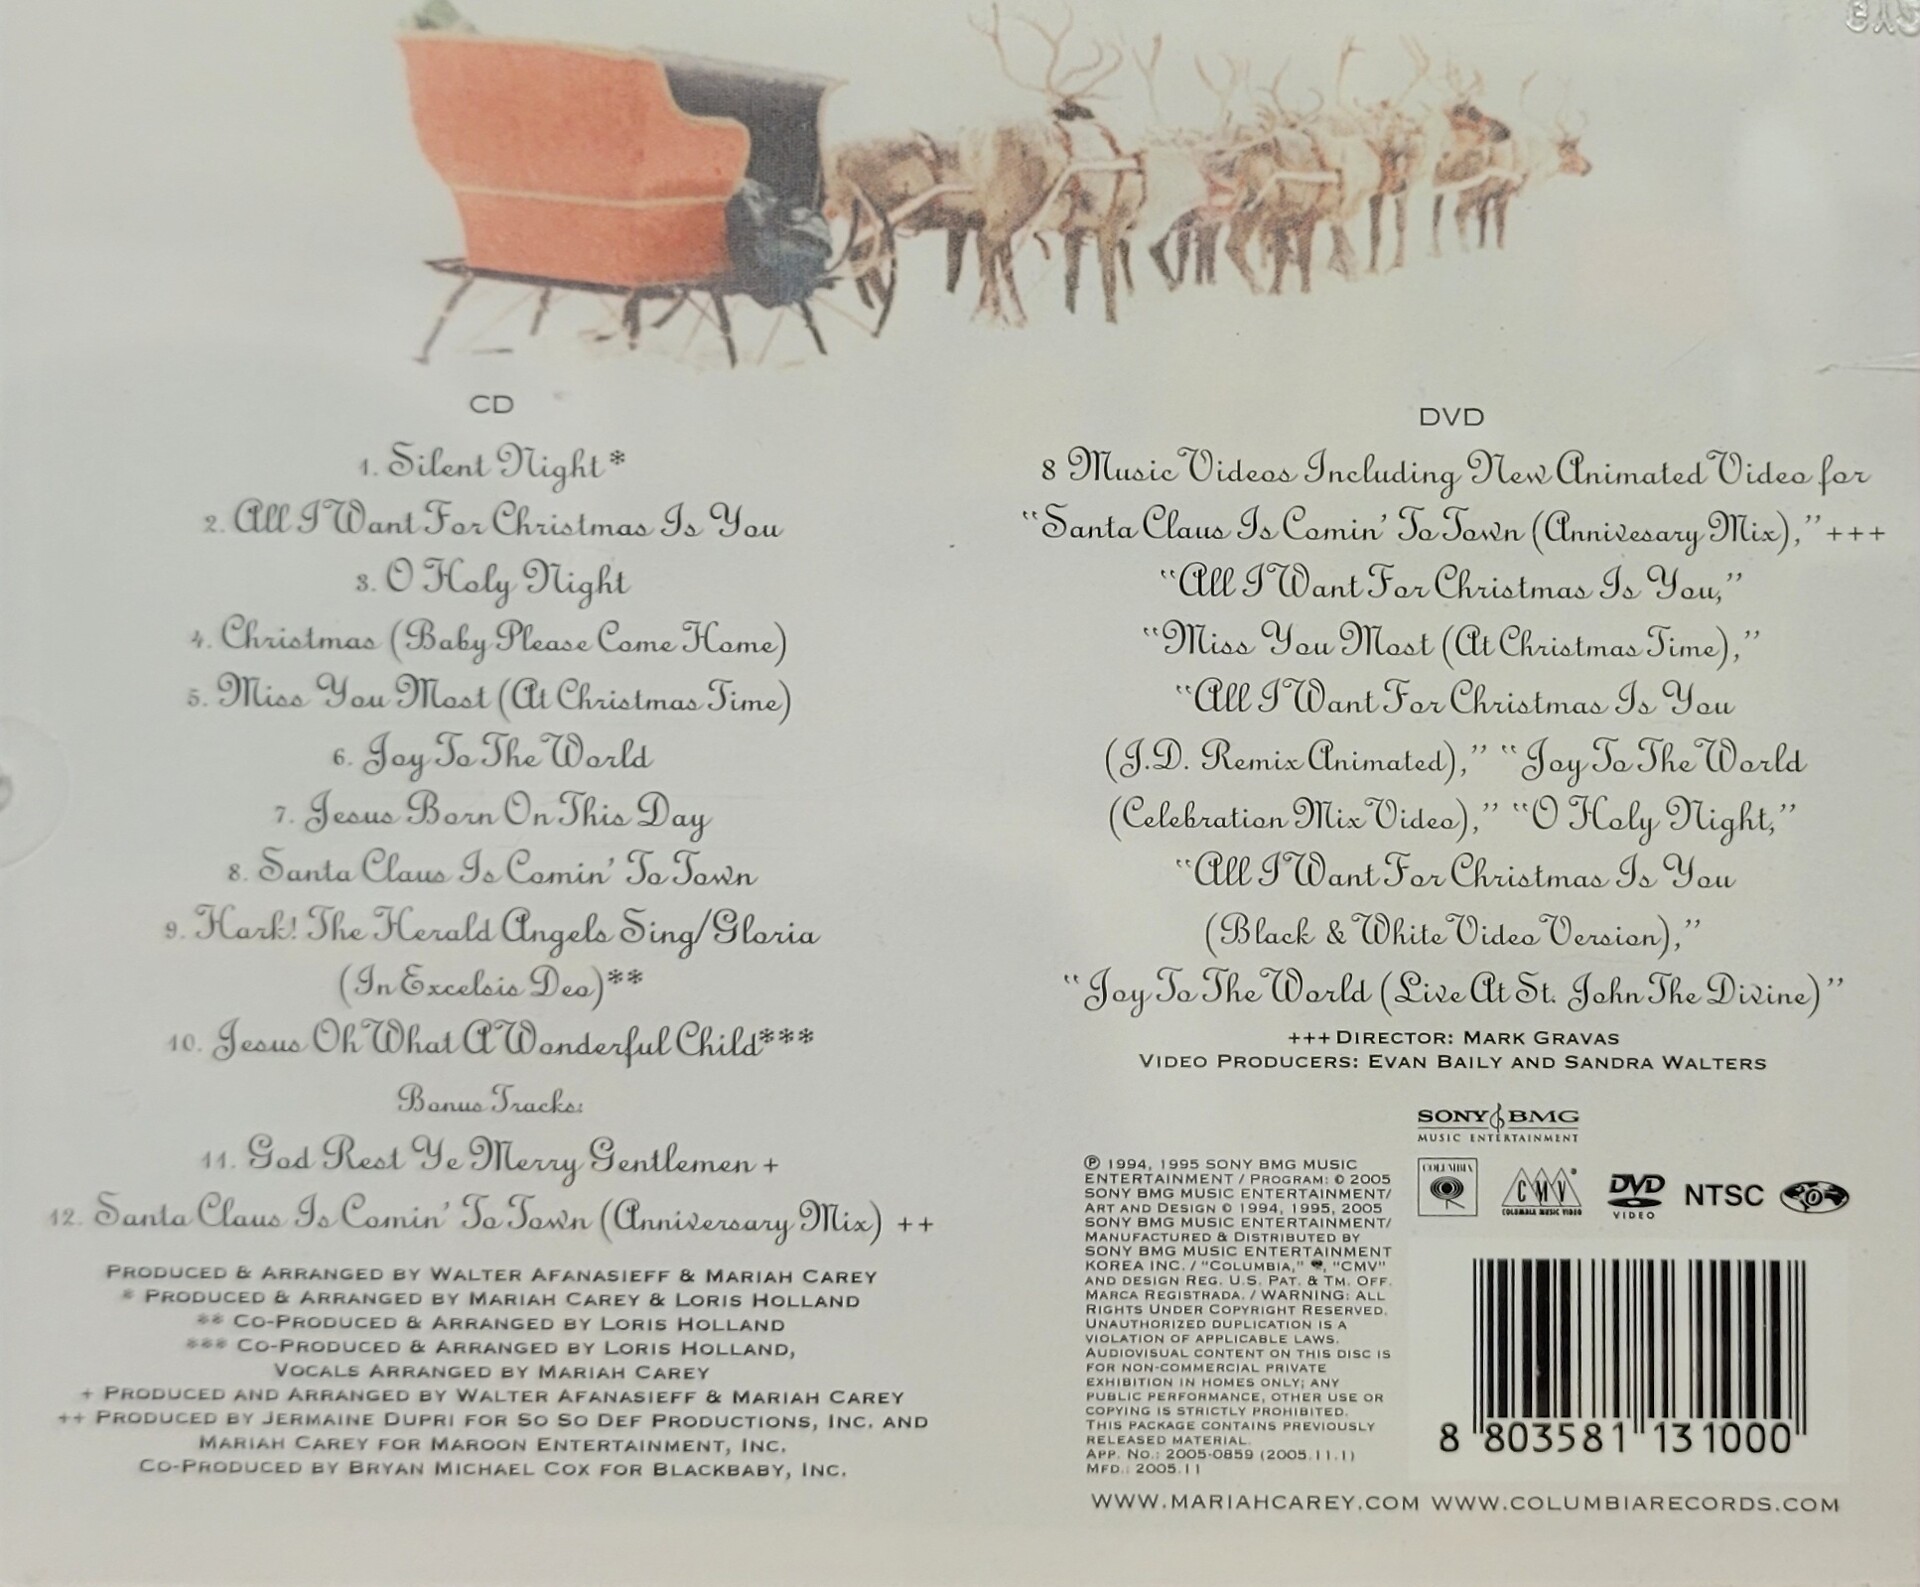 CD
1. Silent Night*
2. All I Want For Christmas Is You
3. O Holy Night
4. Christmas (Baby Please Come Home)
5. Miss You Most (At Christmas Time)
6. Joy To The World
7. Jesus Born On This Day
8. Santa Claus Is Comin' To Town
9. Hark! The Herald Angels Sing/Gloria
(In Excelsis Deo)**
10. Jesus Oh What A Wonderful Child***
Bonus Tracks:
11. God Rest Ye Merry Gentlemen +
12. Santa Claus Is Comin' To Town (Anniversary Mix) ++
PRODUCED & ARRANGED BY WALTER AFANASIEFF & MARIAH CAREY
* PRODUCED & ARRANGED BY MARIAH CAREY & LORIS HOLLAND
** CO-PRODUCED & ARRANGED BY LORIS HOLLAND
*** CO-PRODUCED & ARRANGED BY LORIS HOLLAND,
VOCALS ARRANGED BY MARIAH CAREY
+ PRODUCED AND ARRANGED BY WALTER AFANASIEFF & MARIAH CAREY
++ PRODUCED BY JERMAINE DUPRI FOR SO SO DEF PRODUCTIONS, INC. AND
MARIAH CAREY FOR MAROON ENTERTAINMENT, INC.
CO-PRODUCED BY BRYAN MICHAEL COX FOR BLACKBABY, INC.
DVD
8 Music Videos Including New Animated Video for
"Santa Claus Is Comin' To Town (Annivesary Mix)," +++
"All I Want For Christmas Is You,"
"Miss You Most (At Christmas Time),"
"All I Want For Christmas Is You
(J.D. Remix Animated)," "Joy To The World
(Celebration Mix Video)," "O Holy Night,"
"All I Want For Christmas Is You
(Black & White Video Version),"
"Joy To The World (Live At St. John The Divine)"
+++ DIRECTOR: MARK GRAVAS
VIDEO PRODUCERS: EVAN BAILY AND SANDRA WALTERS
SONY BMG
MUSIC ENTERTAINMENT
COLUMBIA
CMV
COLUMBIA MUSIC VIDEO
DVD
VIDEO
NTSC
℗ 1994, 1995 SONY BMG MUSIC
ENTERTAINMENT / PROGRAM: © 2005
SONY BMG MUSIC ENTERTAINMENT/
ART AND DESIGN © 1994, 1995, 2005
SONY BMG MUSIC ENTERTAINMENT/
MANUFACTURED & DISTRIBUTED BY
SONY BMG MUSIC ENTERTAINMENT
KOREA INC. / "COLUMBIA," , "CMV"
AND DESIGN REG. U.S. PAT. & TM. OFF.
MARCA REGISTRADA. / WARNING: ALL
RIGHTS UNDER COPYRIGHT RESERVED.
UNAUTHORIZED DUPLICATION IS A
VIOLATION OF APPLICABLE LAWS.
AUDIOVISUAL CONTENT ON THIS DISC IS
FOR NON-COMMERCIAL PRIVATE
EXHIBITION IN HOMES ONLY; ANY
PUBLIC PERFORMANCE, OTHER USE OR
COPYING IS STRICTLY PROHIBITED.
THIS PACKAGE CONTAINS PREVIOUSLY
RELEASED MATERIAL.
APP. NO.: 2005-0859 (2005.11.1)
MFD.: 2005.11
8 803581 131000
WWW.MARIAHCAREY.COM WWW.COLUMBIARECORDS.COM